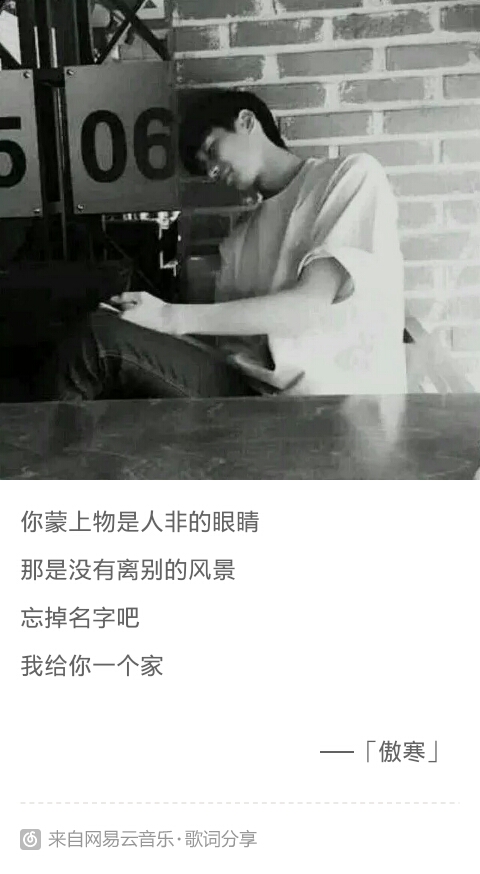 5
06
你蒙上物是人非的眼睛
那是没有离别的风景
忘掉名字吧
我给你一个家
——「傲寒」
来自网易云音乐·歌词分享